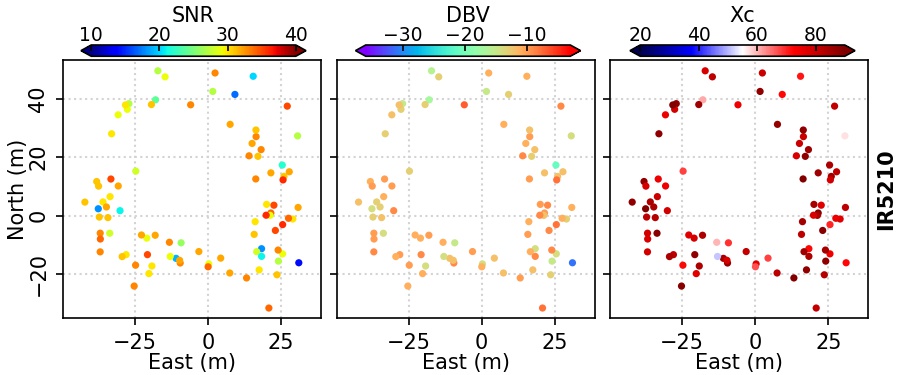 SNR DBV Xc
10 20 30 40 −30 −20 −10 20 40 60 80
40
20
0
−20
North (m)
IR5210
−25 0 25 −25 0 25 −25 0 25
East (m) East (m) East (m)